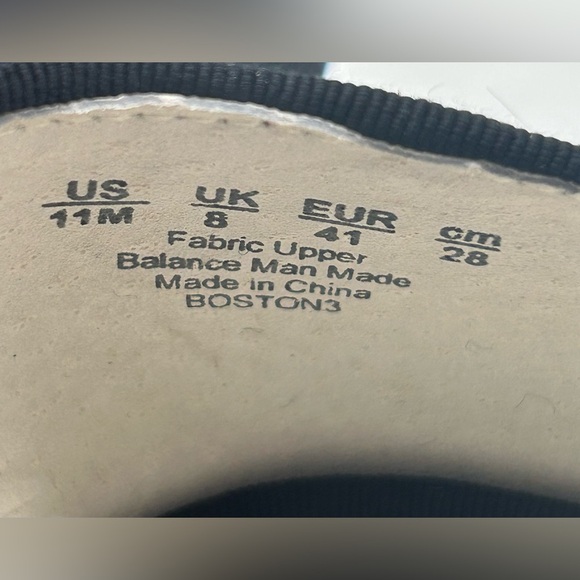 US UK EUR cm
11M 8 41 28
Fabric Upper
Balance Man Made
Made in China
BOSTON3